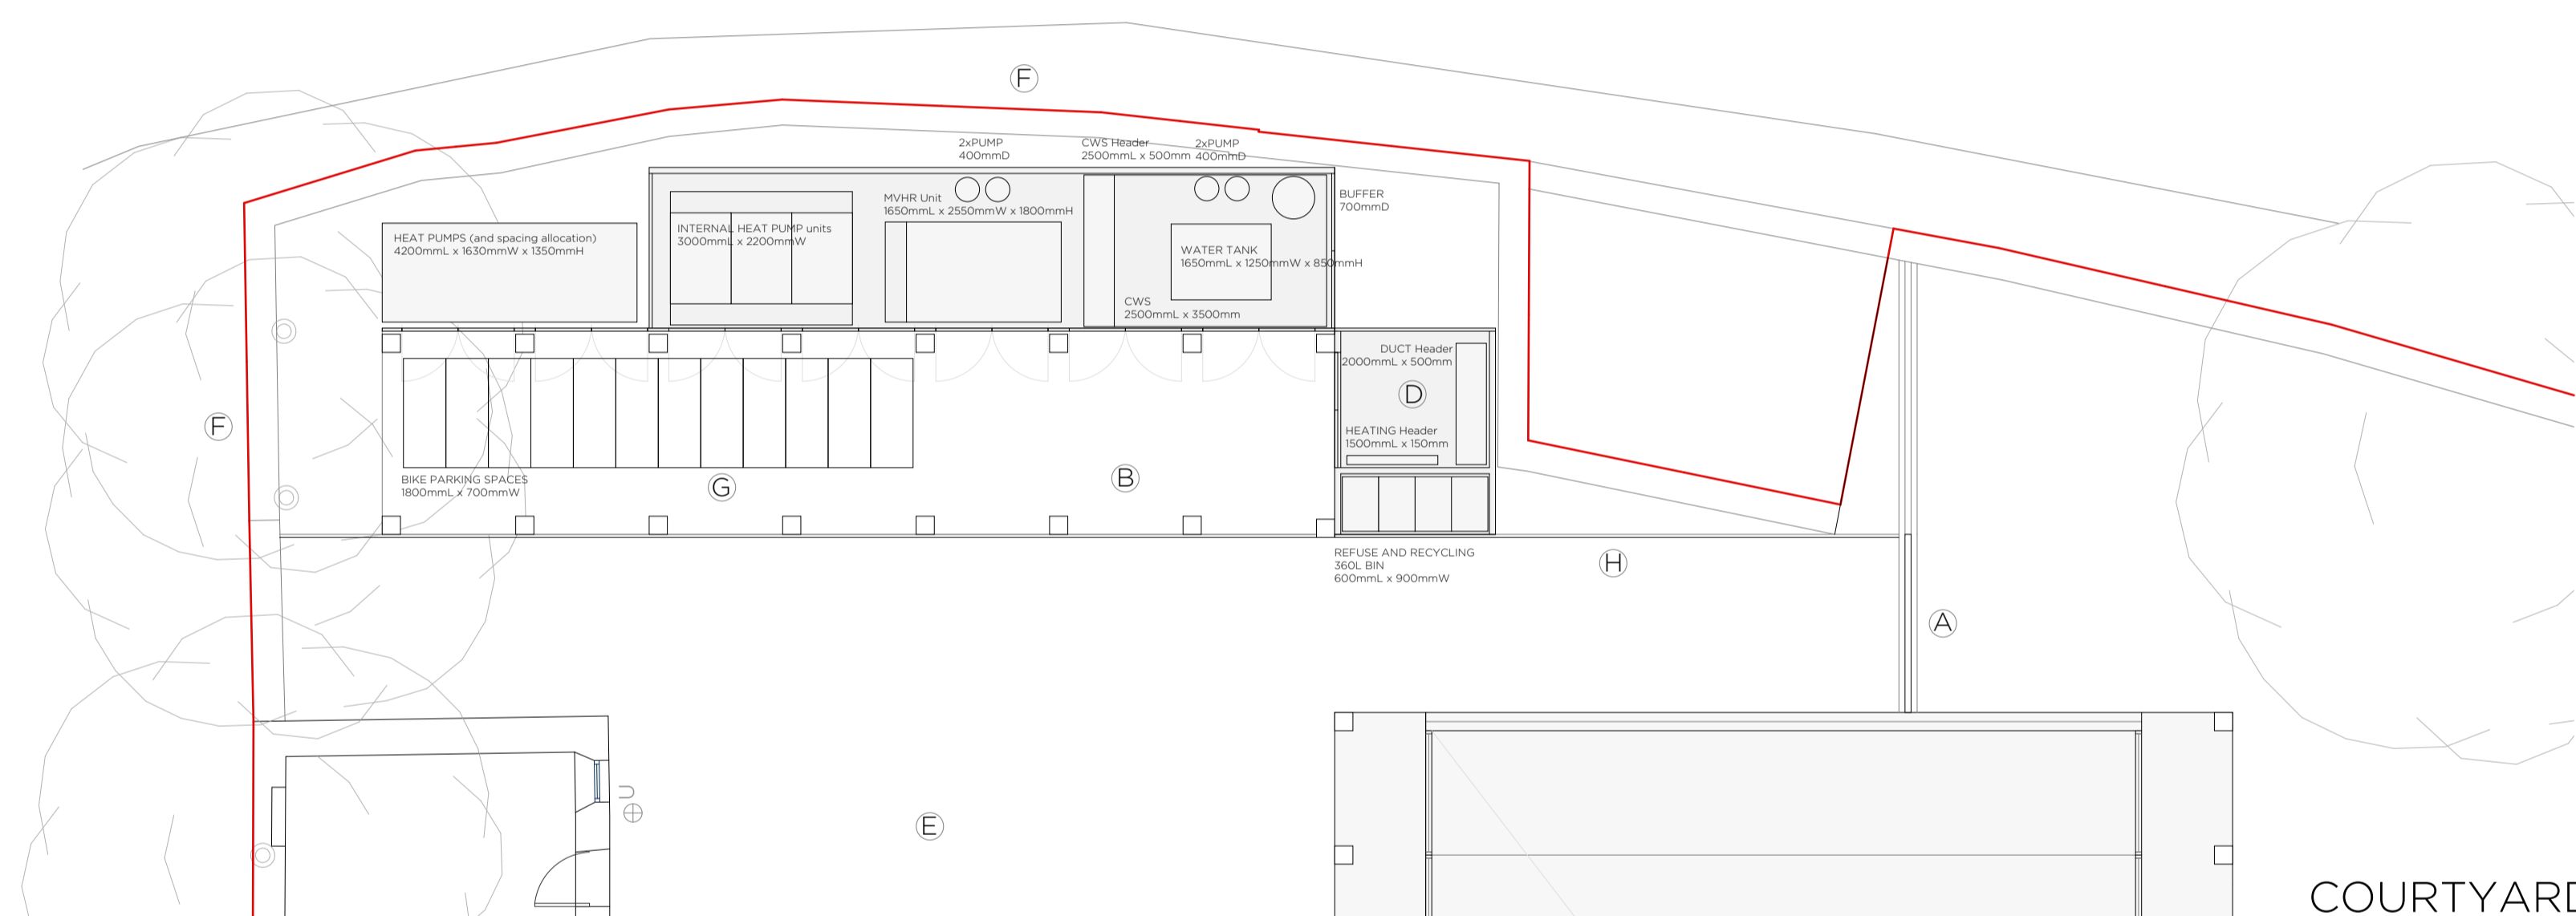 F
2xPUMP
400mmD
CWS Header
2500mmL x 500mm
2xPUMP
400mmD
BUFFER
700mmD
MVHR Unit
1650mmL x 2550mmW x 1800mmH
INTERNAL HEAT PUMP units
3000mmL x 2200mmW
HEAT PUMPS (and spacing allocation)
4200mmL x 1630mmW x 1350mmH
WATER TANK
1650mmL x 1250mmW x 850mmH
CWS
2500mmL x 3500mm
DUCT Header
2000mmL x 500mm
D
F
HEATING Header
1500mmL x 150mm
BIKE PARKING SPACES
1800mmL x 700mmW
G
B
REFUSE AND RECYCLING
360L BIN
600mmL x 900mmW
H
A
U
E
COURTYARD